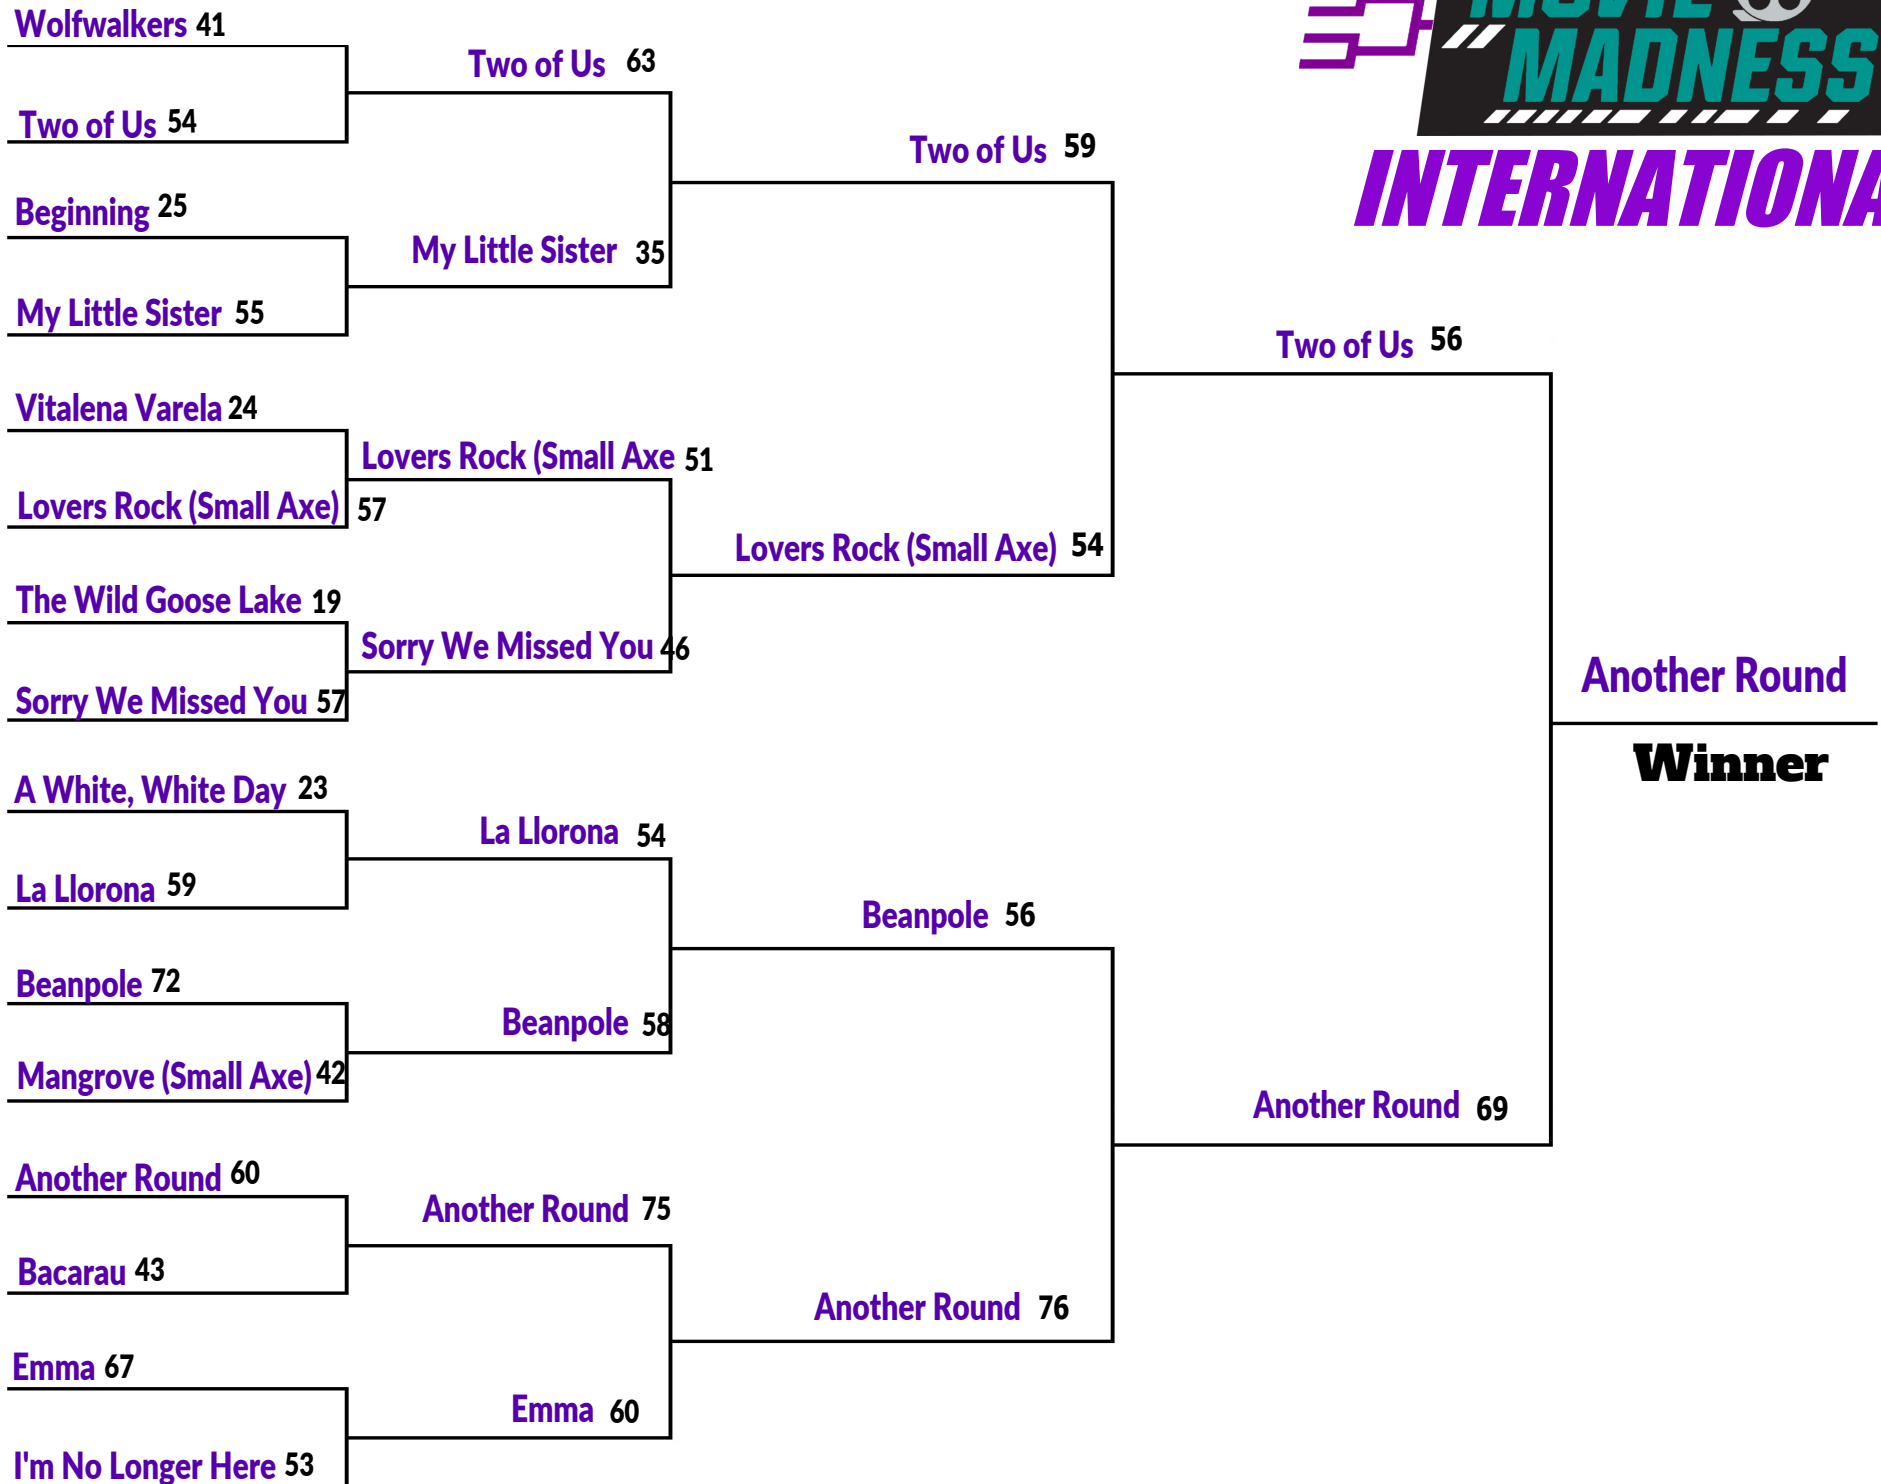 Wolfwalkers 41
Two of Us 54
Beginning 25
My Little Sister 55
Vitalena Varela 24
Lovers Rock (Small Axe) 57
The Wild Goose Lake 19
Sorry We Missed You 57
A White, White Day 23
La Llorona 59
Beanpole 72
Mangrove (Small Axe) 42
Another Round 60
Bacarau 43
Emma 67
I'm No Longer Here 53
Two of Us 63
My Little Sister 35
Lovers Rock (Small Axe 51
Sorry We Missed You 46
La Llorona 54
Beanpole 58
Another Round 75
Emma 60
Two of Us 59
Lovers Rock (Small Axe) 54
Beanpole 56
Another Round 76
Two of Us 56
Another Round 69
Another Round
Winner
MOVIE
MADNESS
INTERNATIONA